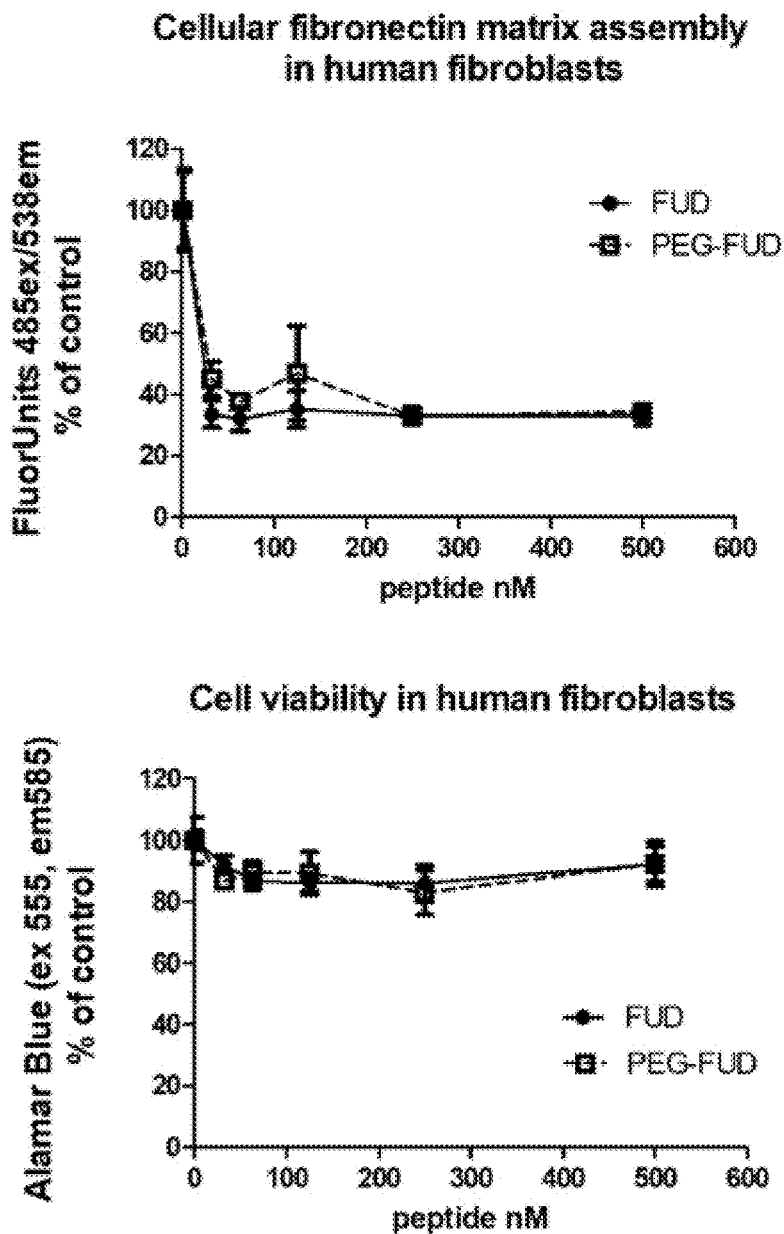 Cellular fibronectin matrix assembly
in human fibroblasts
FluorUnits 485ex/538em
% of control
120
100
80
60
40
20
0
FUD
PEG-FUD
0 100 200 300 400 500 600
peptide nM
Cell viability in human fibroblasts
Alamar Blue (ex 555, em585)
% of control
120
100
80
60
40
20
0
FUD
PEG-FUD
0 100 200 300 400 500 600
peptide nM